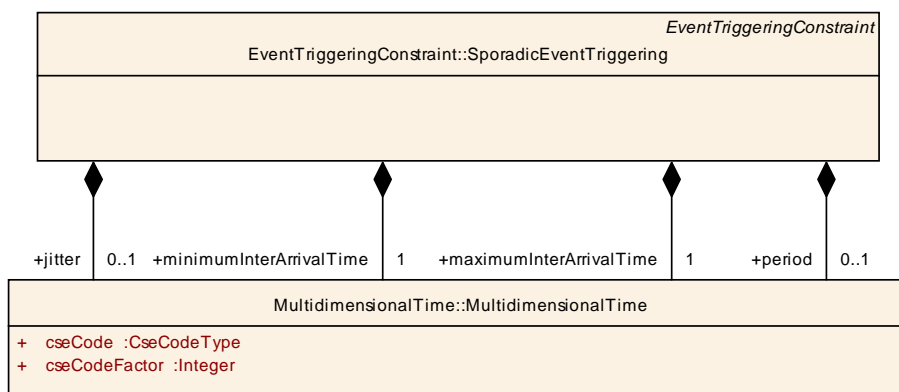 EventTriggeringConstraint
EventTriggeringConstraint::SporadicEventTriggering
+jitter 0..1 +minimumInterArrivalTime 1 +maximumInterArrivalTime 1 +period 0..1
MultidimensionalTime::MultidimensionalTime
+ cseCode :CseCodeType
+ cseCodeFactor :Integer